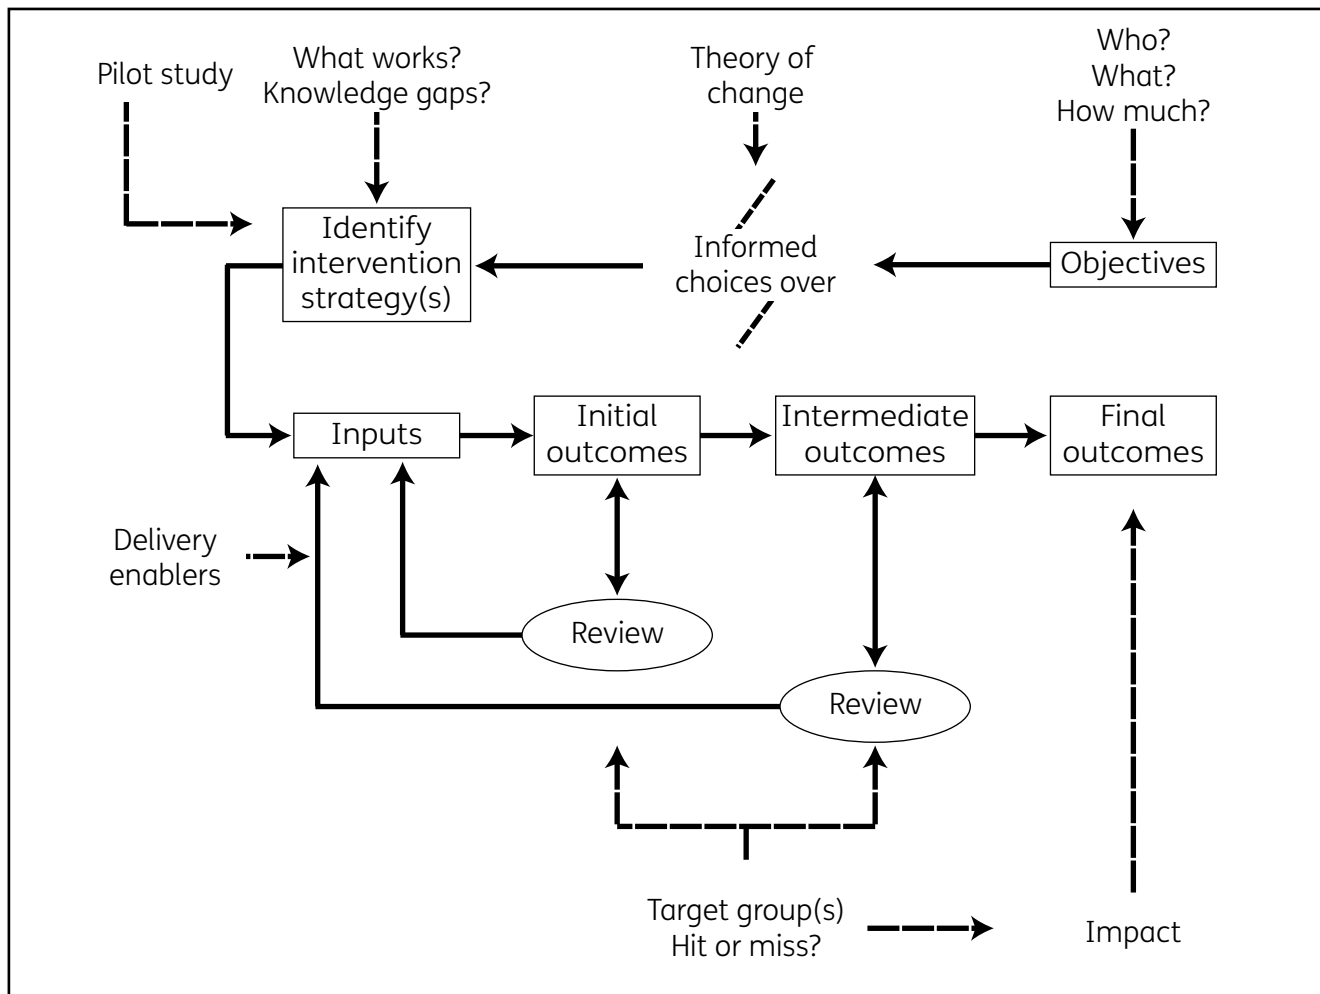 Pilot study
What works?
Knowledge gaps?
Theory of
change
Who?
What?
How much?
Identify
intervention
strategy(s)
Informed
choices over
Objectives
Inputs
Initial
outcomes
Intermediate
outcomes
Final
outcomes
Delivery
enablers
Review
Review
Target group(s)
Hit or miss?
Impact